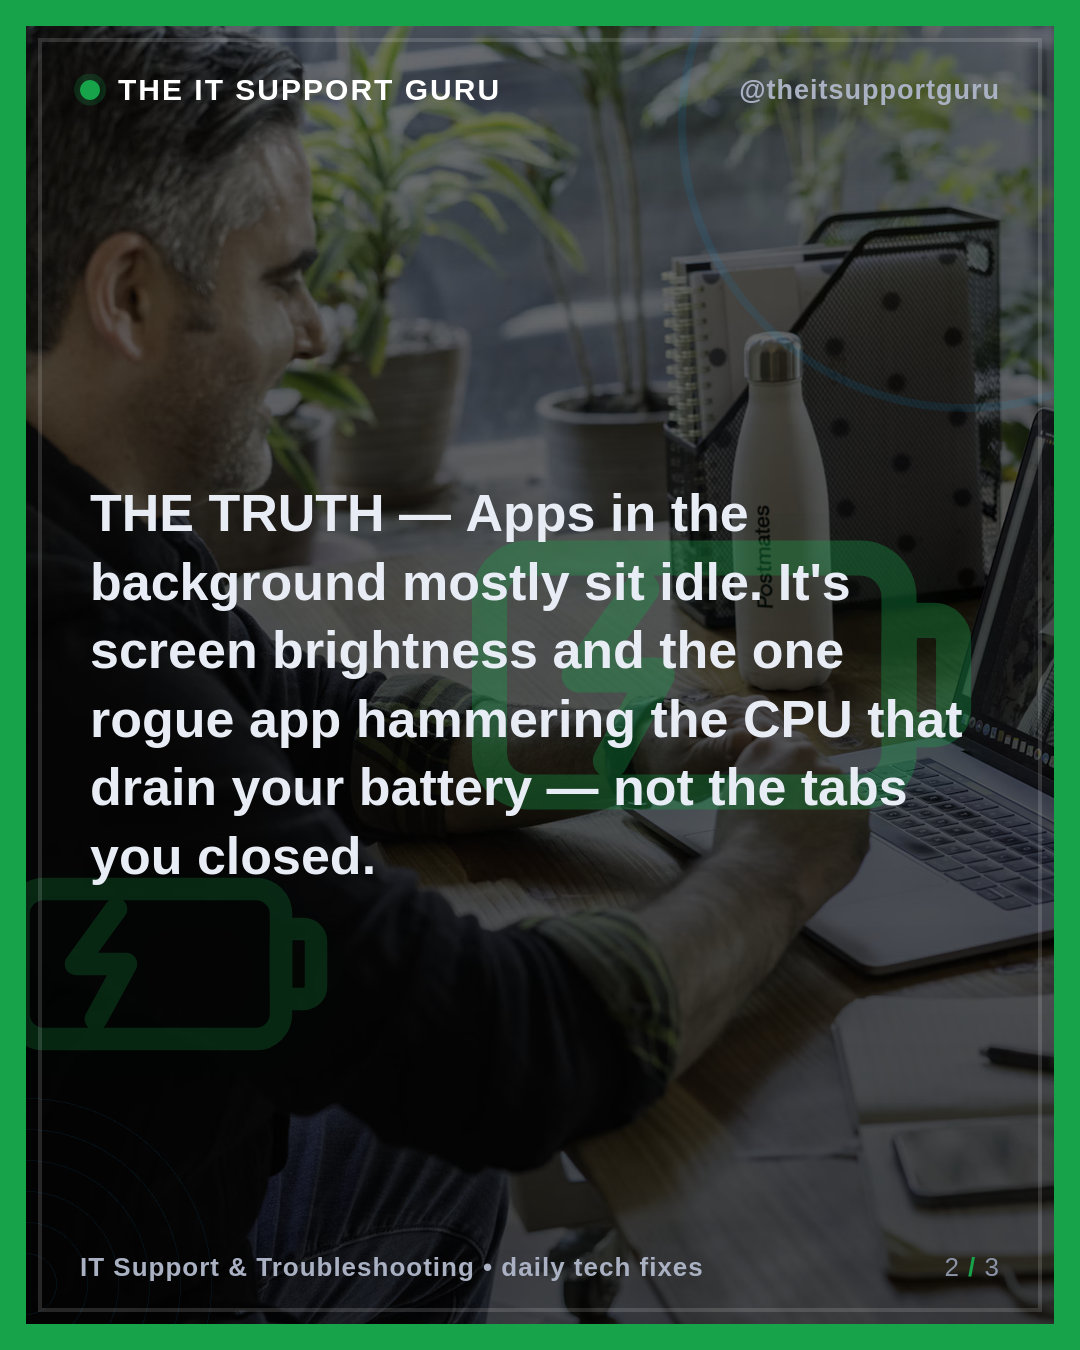 THE IT SUPPORT GURU
@theitsupportguru
THE TRUTH — Apps in the
background mostly sit idle. It's
screen brightness and the one
rogue app hammering the CPU that
drain your battery — not the tabs
you closed.
Postmates
IT Support & Troubleshooting • daily tech fixes
2 / 3